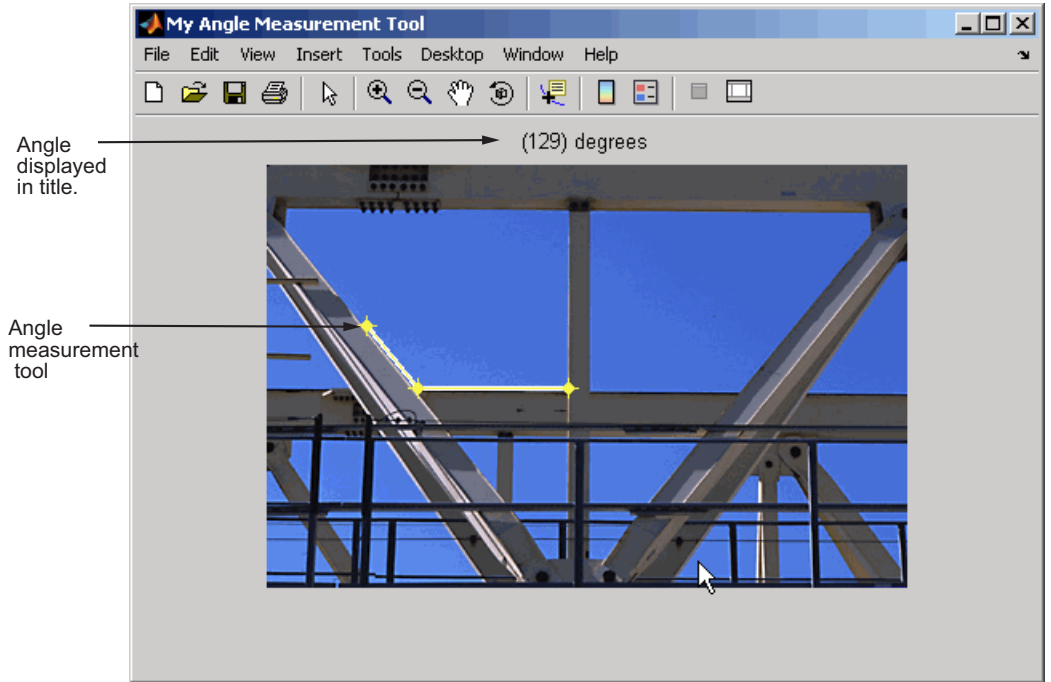 My Angle Measurement Tool
File Edit View Insert Tools Desktop Window Help
Angle
displayed
in title.
(129) degrees
Angle
measurement
tool